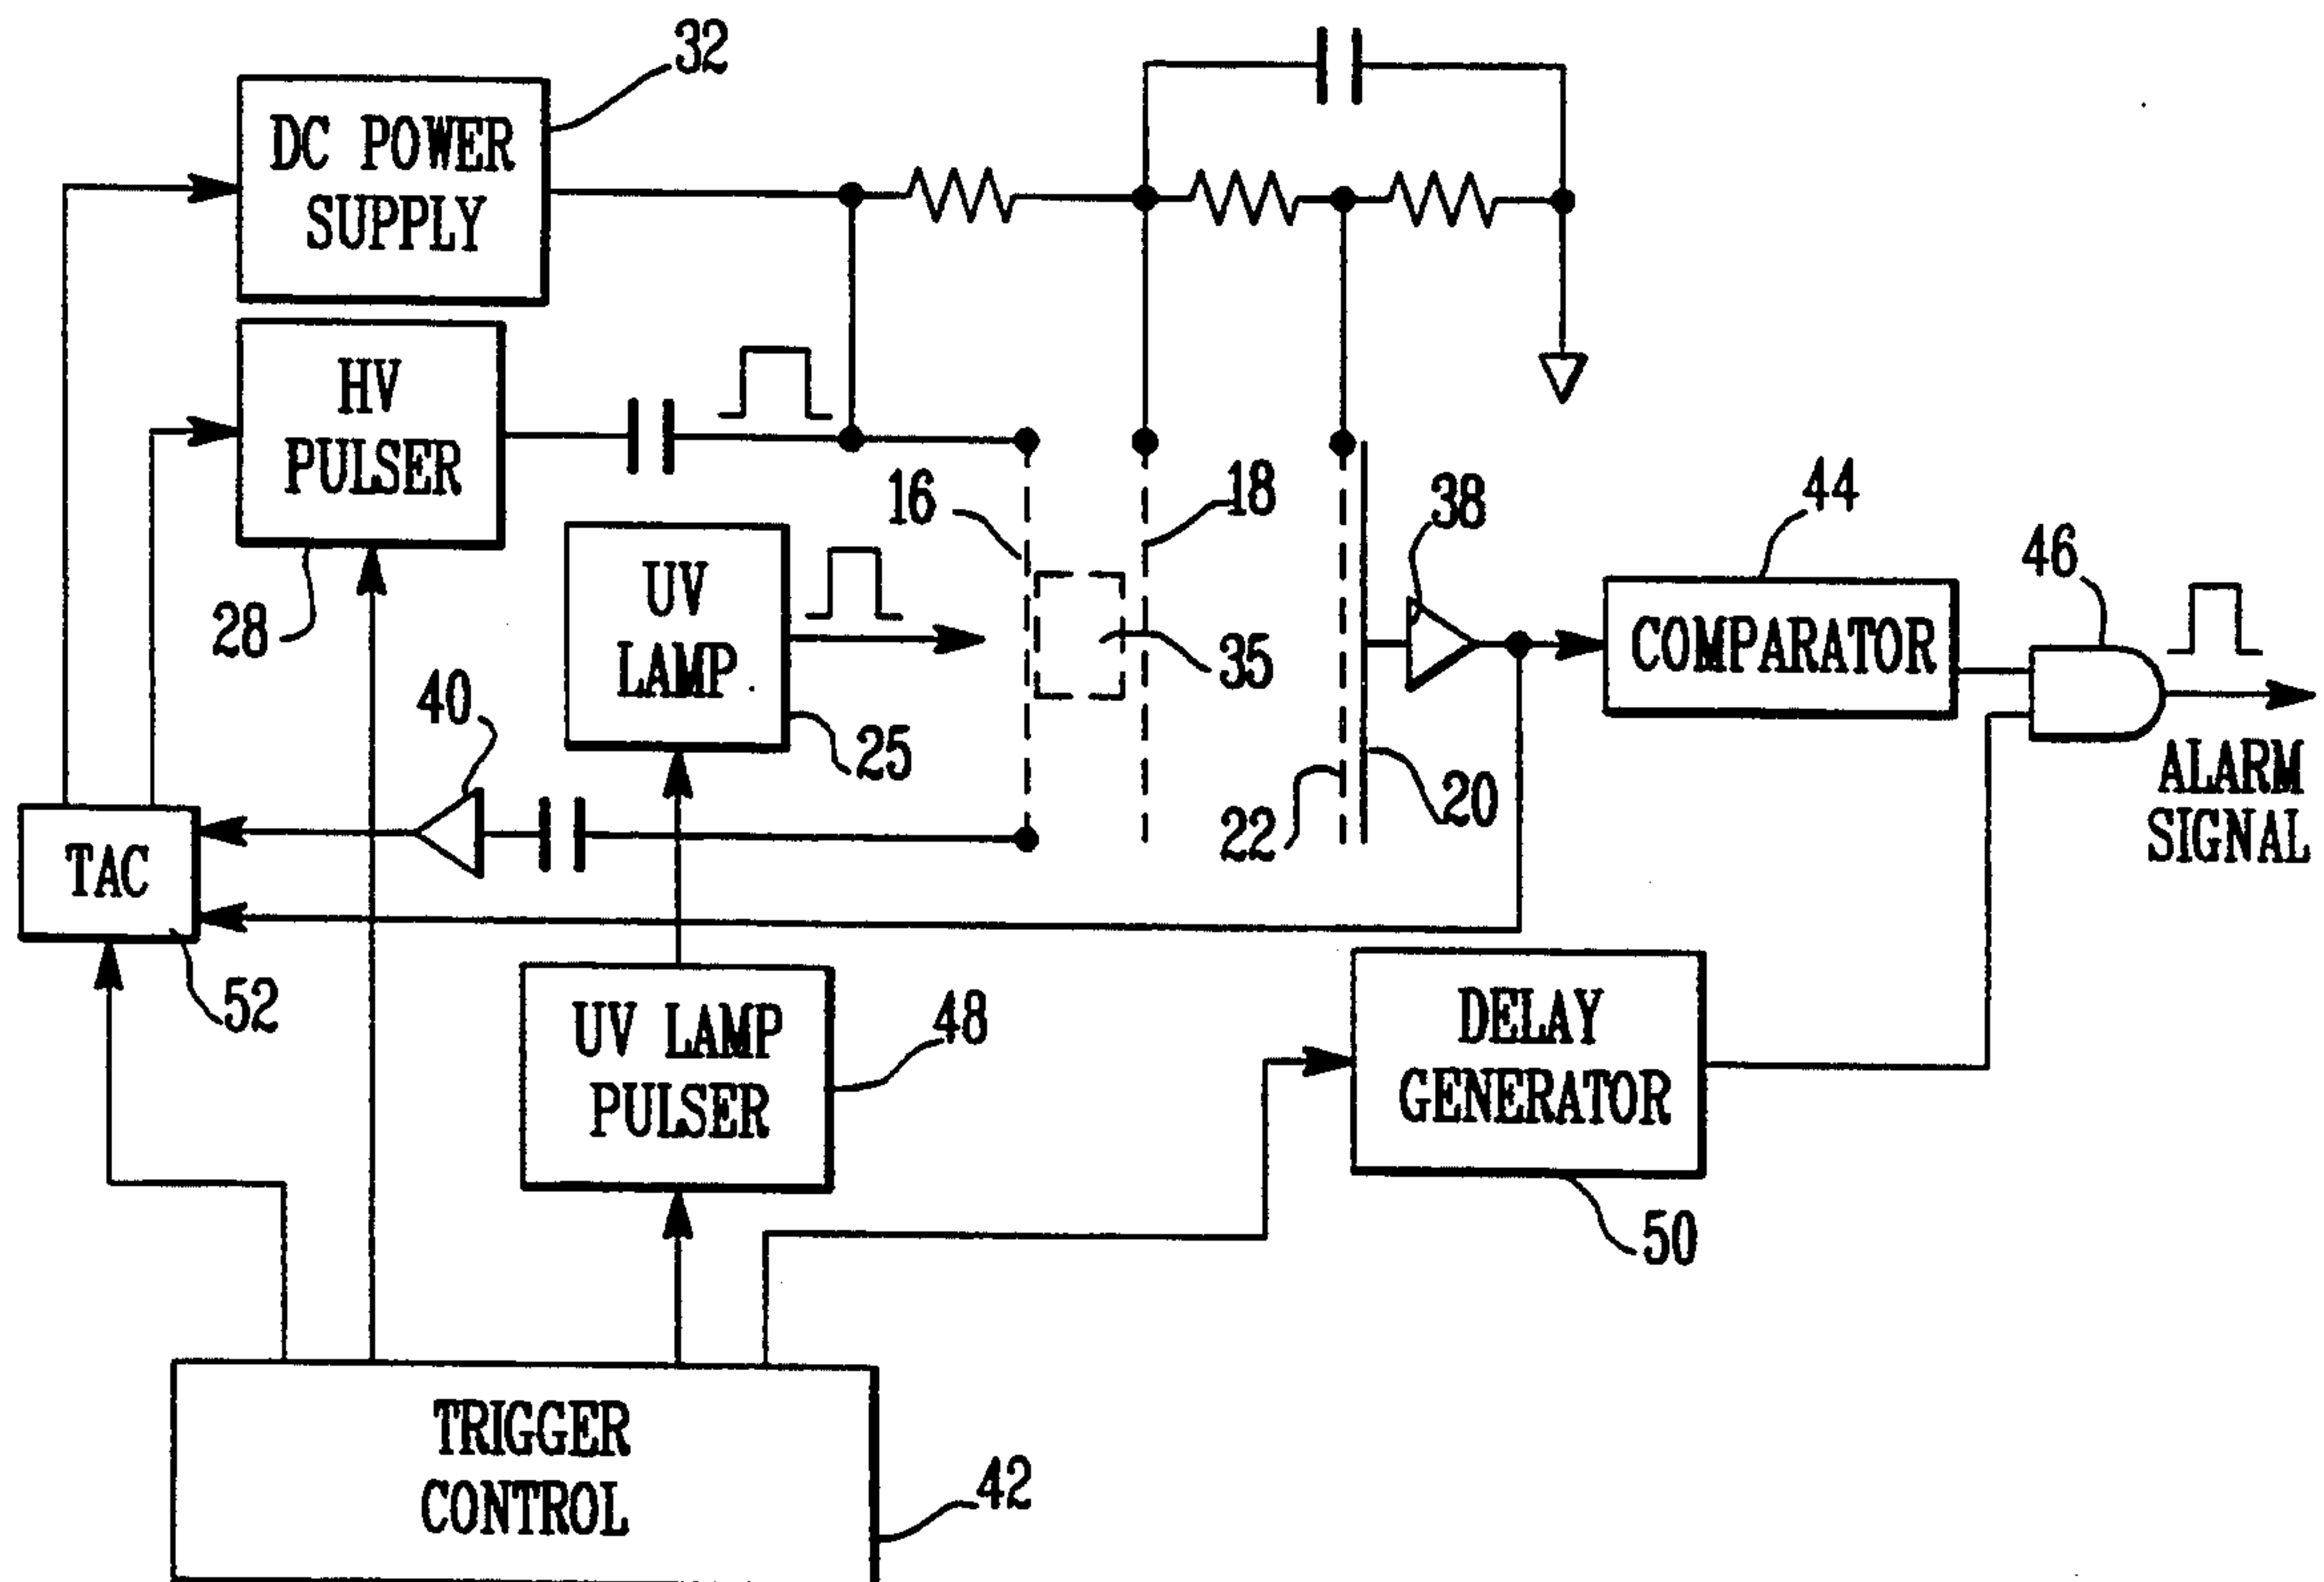 32
DC POWER
SUPPLY
HV
PULSER
28
16
18
38
44
46
UV
LAMP
25
35
COMPARATOR
40
22
20
ALARM
SIGNAL
TAC
52
UV LAMP
PULSER
48
DELAY
GENERATOR
50
TRIGGER
CONTROL
42